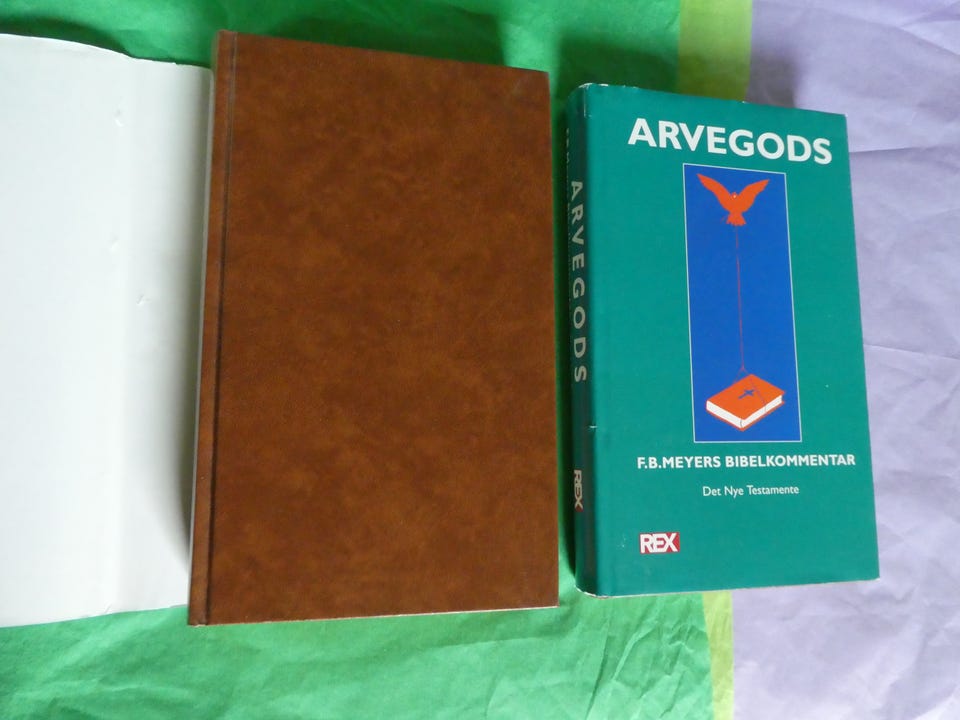 ARVEGODS
F.B.MEYERS BIBELKOMMENTAR
Det Nye Testamente
REX
ARVEGODS
REX